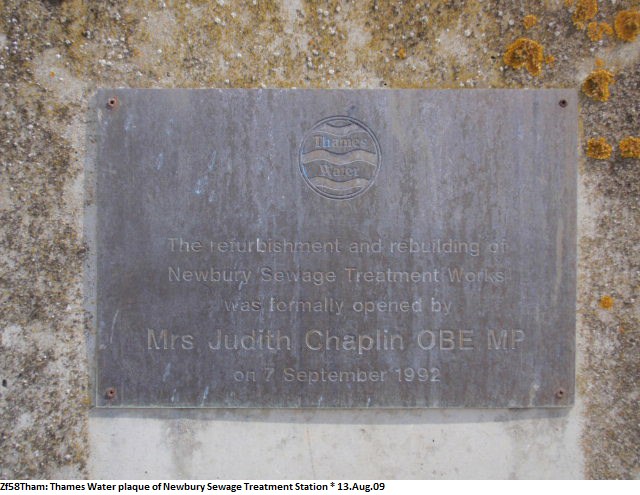 Thames
Water
The refurbishment and rebuilding of
Newbury Sewage Treatment Works
was formally opened by
Mrs Judith Chaplin OBE MP
on 7 September 1992
Zf58Tham: Thames Water plaque of Newbury Sewage Treatment Station * 13.Aug.09